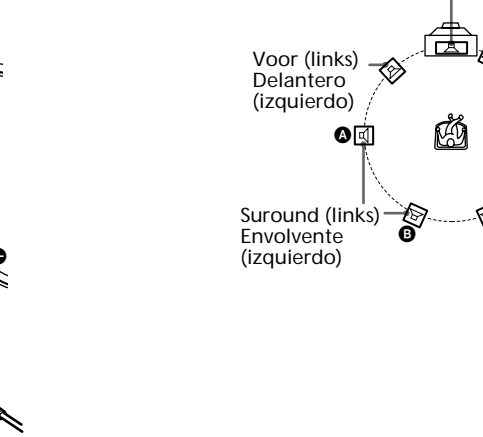 Voor (links)
Delantero
(izquierdo)
A
Suround (links)
Envolvente
(izquierdo)
B